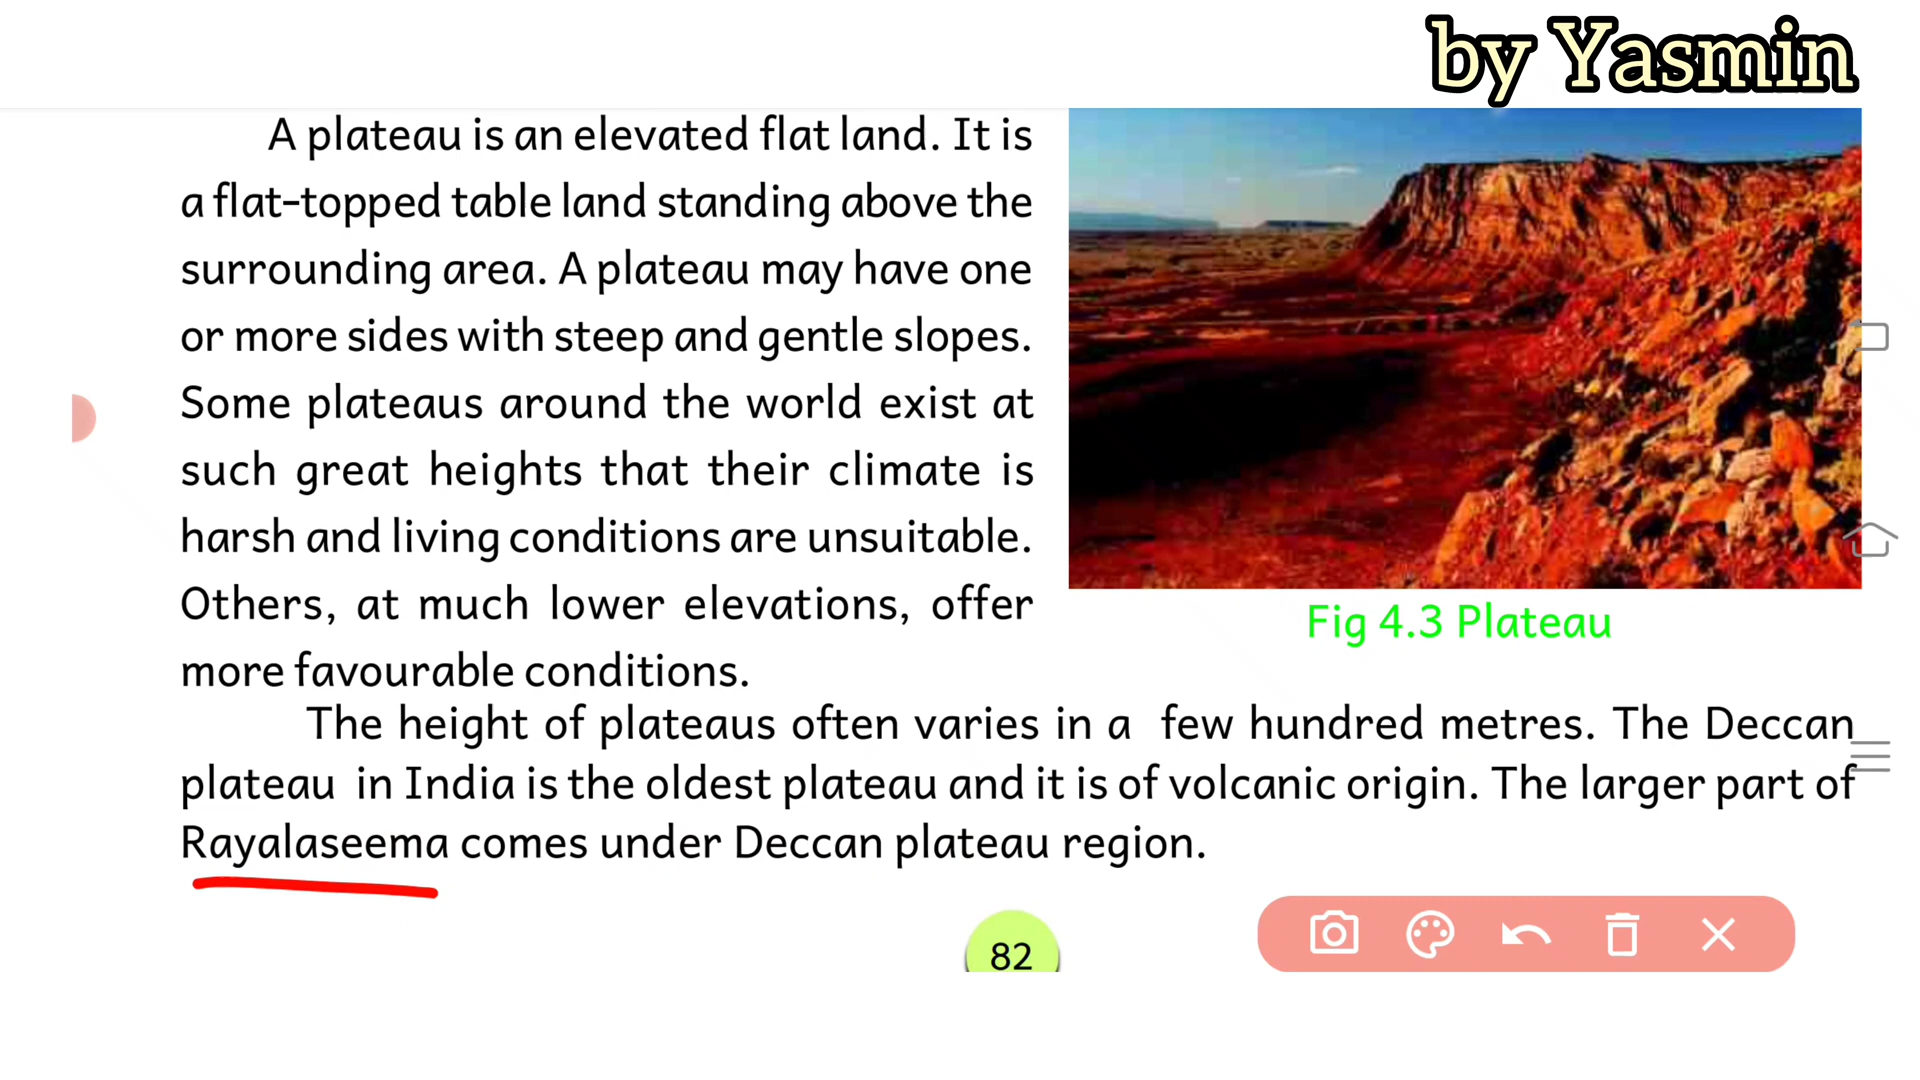 by Yasmin
A plateau is an elevated flat land. It is
a flat-topped table land standing above the
surrounding area. A plateau may have one
or more sides with steep and gentle slopes.
Some plateaus around the world exist at
such great heights that their climate is
harsh and living conditions are unsuitable.
Others, at much lower elevations, offer
more favourable conditions.
Fig 4.3 Plateau
The height of plateaus often varies in a few hundred metres. The Deccan
plateau in India is the oldest plateau and it is of volcanic origin. The larger part of
Rayalaseema comes under Deccan plateau region.
82